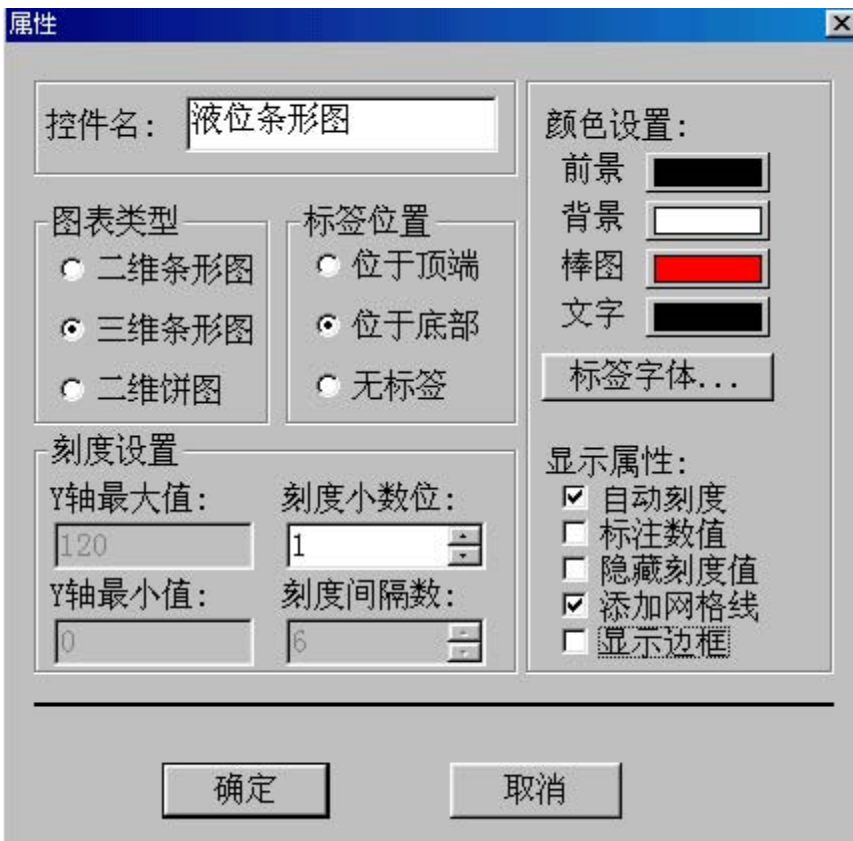 属性
控件名:
液位条形图
图表类型
二维条形图
三维条形图
二维饼图
标签位置
位于顶端
位于底部
无标签
刻度设置
Y轴最大值:
120
刻度小数位:
1
Y轴最小值:
0
刻度间隔数:
6
颜色设置:
前景
背景
棒图
文字
标签字体...
显示属性:
自动刻度
标注数值
隐藏刻度值
添加网格线
显示边框
确定
取消